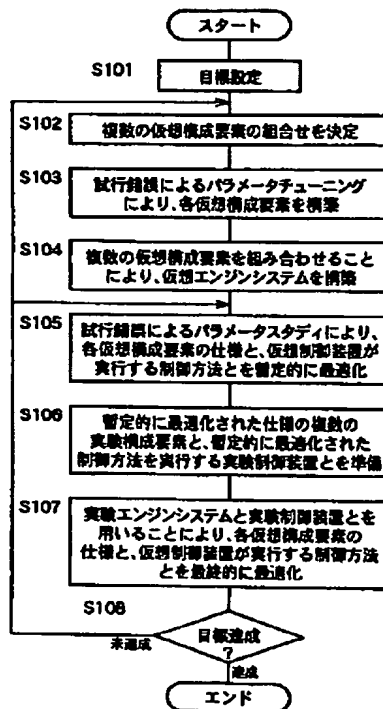 スタート
S101
目標設定
S102
複数の仮想構成要素の組合せを決定
S103
試行錯誤によるパラメータチューニング
により、各仮想構成要素を構築
S104
複数の仮想構成要素を組み合わせること
により、仮想エンジンシステムを構築
S105
試行錯誤によるパラメータスタディにより、
各仮想構成要素の仕様と、仮想制御装置が
実行する制御方法とを暫定的に最適化
S106
暫定的に最適化された仕様の複数の
実験構成要素と、暫定的に最適化された
制御方法を実行する実験制御装置とを準備
S107
実験エンジンシステムと実験制御装置とを
用いることにより、各仮想構成要素の
仕様と、仮想制御装置が実行する制御方法
とを最終的に最適化
S108
目標達成
?
未達成
達成
エンド